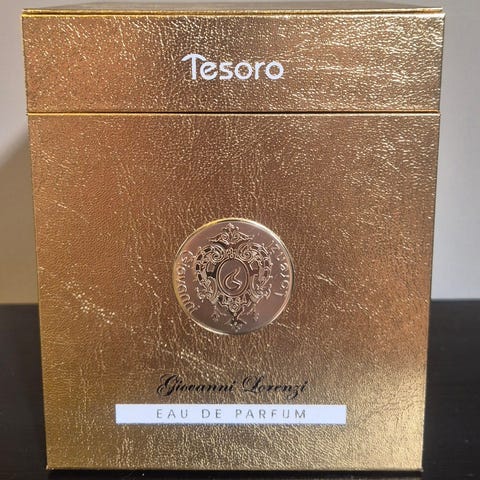 Tesoro
Giovanni Lorenzi
EAU DE PARFUM